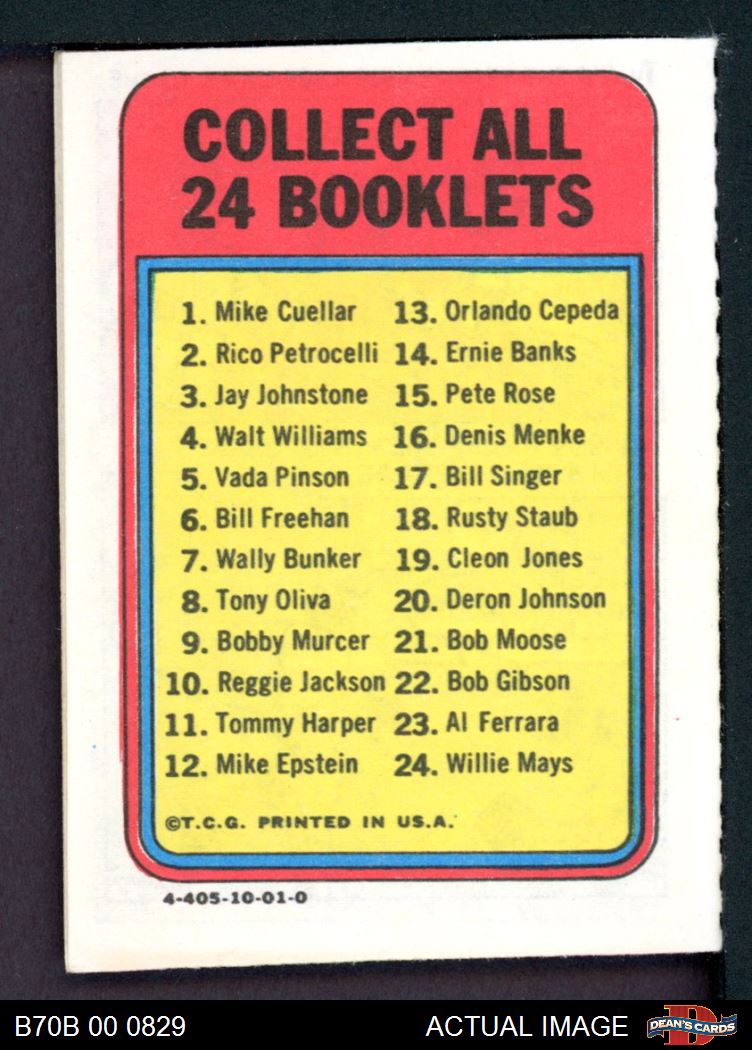 COLLECT ALL
24 BOOKLETS
1. Mike Cuellar
2. Rico Petrocelli
3. Jay Johnstone
4. Walt Williams
5. Vada Pinson
6. Bill Freehan
7. Wally Bunker
8. Tony Oliva
9. Bobby Murcer
10. Reggie Jackson
11. Tommy Harper
12. Mike Epstein
13. Orlando Cepeda
14. Ernie Banks
15. Pete Rose
16. Denis Menke
17. Bill Singer
18. Rusty Staub
19. Cleon Jones
20. Deron Johnson
21. Bob Moose
22. Bob Gibson
23. Al Ferrara
24. Willie Mays
©T.C.G. PRINTED IN U.S.A.
4-405-10-01-0
B70B 00 0829
ACTUAL IMAGE
D
DEAN'S CARDS